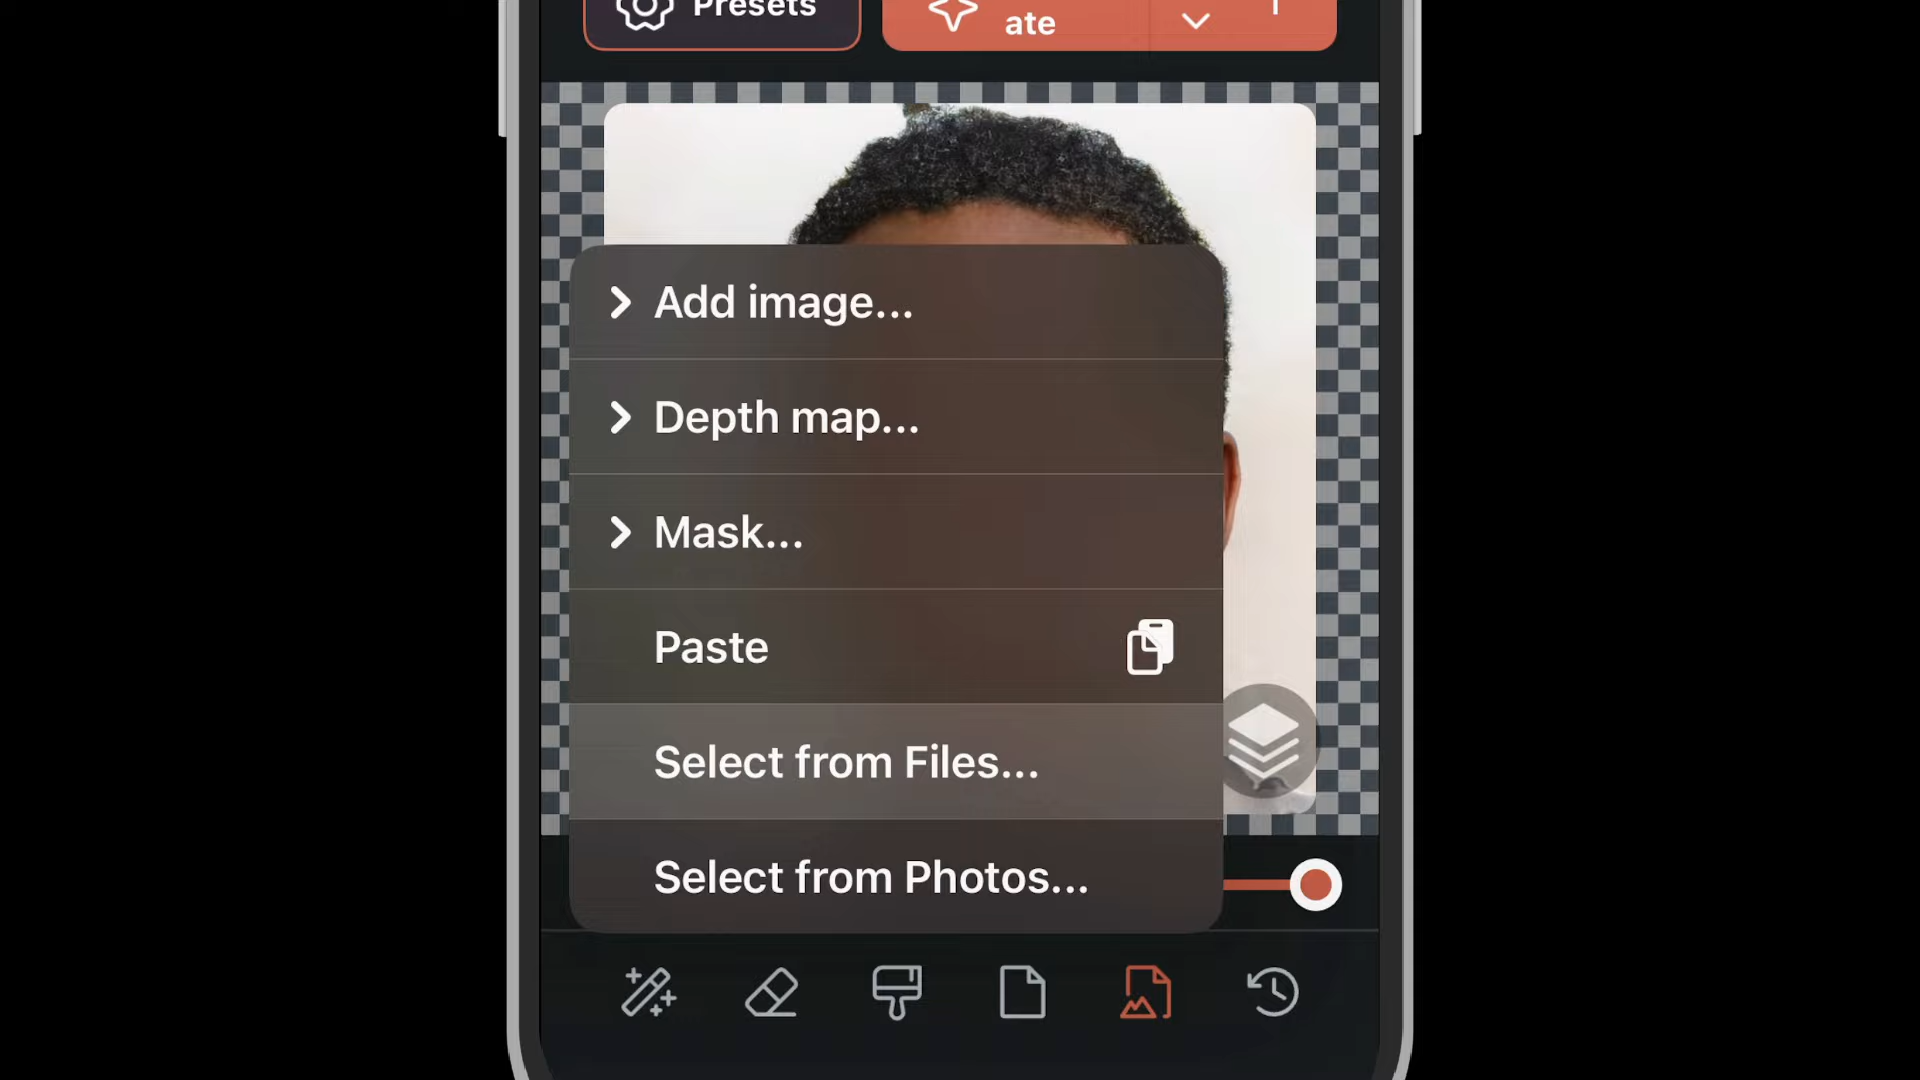 Presets
ate
Add image...
Depth map...
Mask...
Paste
Select from Files...
Select from Photos...